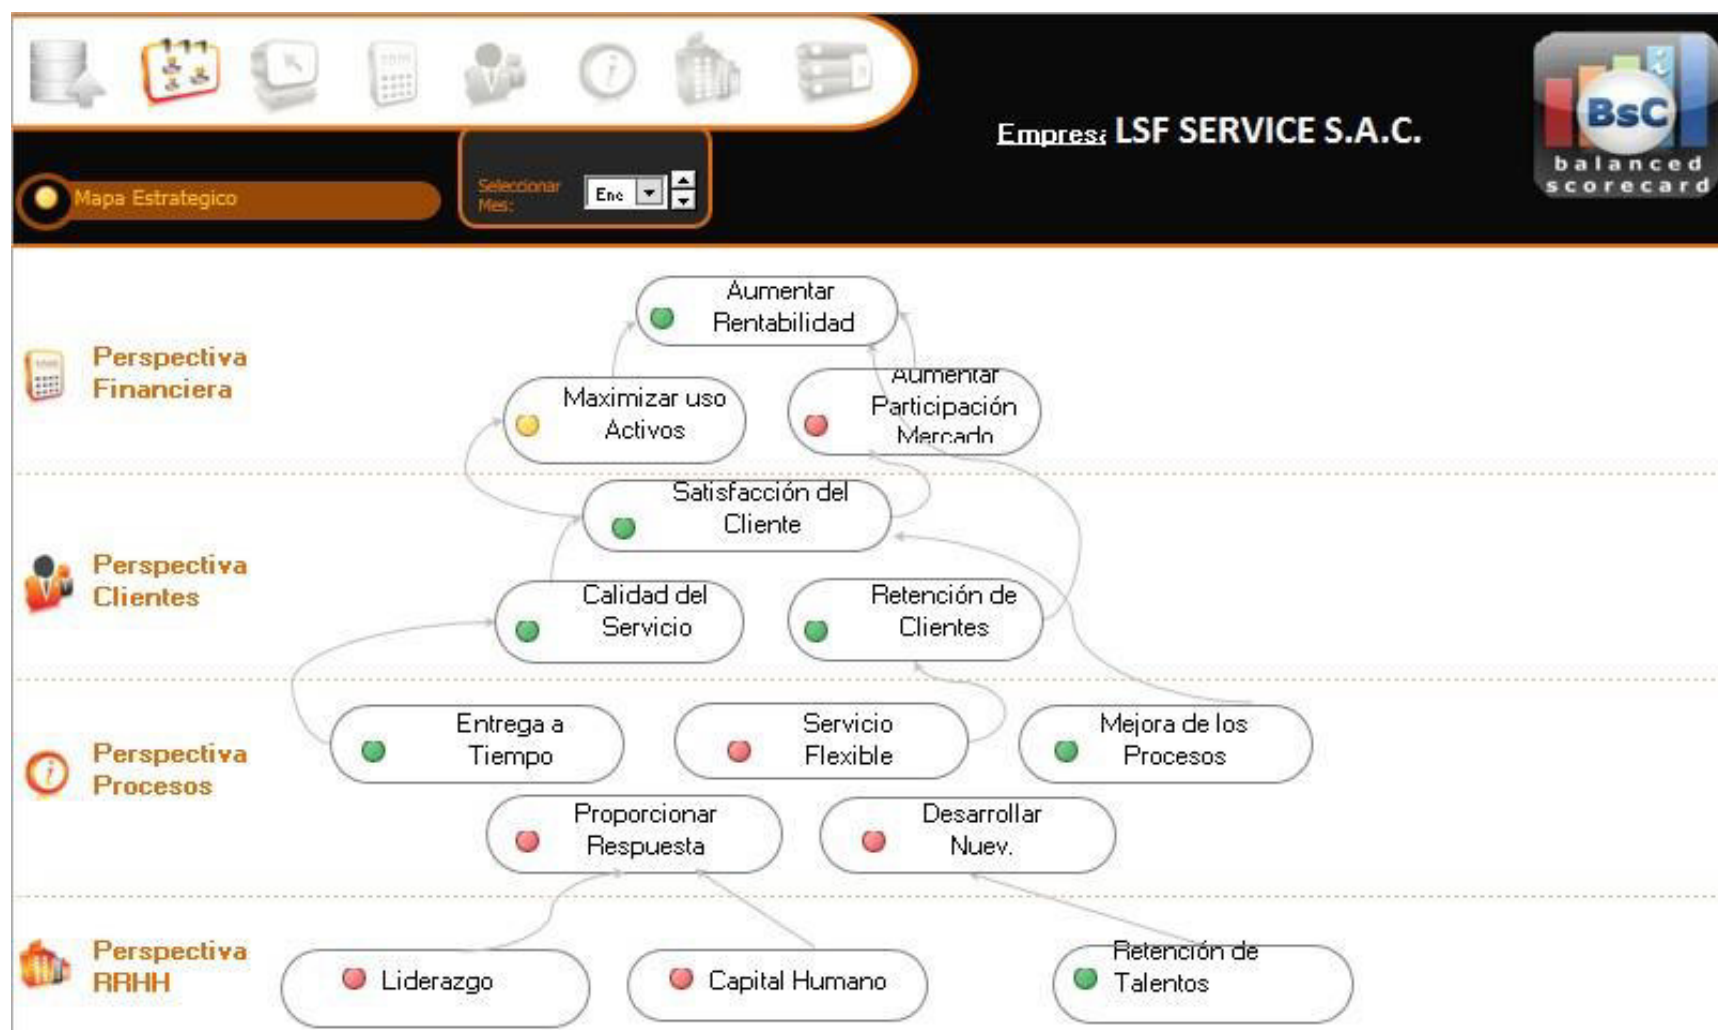 Empresa LSF SERVICE S.A.C.
BsC
balanced
scorecard
Mapa Estrategico
Seleccionar
Mes:
Ene
Perspectiva
Financiera
Aumentar
Rentabilidad
Maximizar uso
Activos
Aumentar
Participación
Mercado
Perspectiva
Clientes
Satisfacción del
Cliente
Calidad del
Servicio
Retención de
Clientes
Perspectiva
Procesos
Entrega a
Tiempo
Servicio
Flexible
Mejora de los
Procesos
Proporcionar
Respuesta
Desarrollar
Nuev.
Perspectiva
RRHH
Liderazgo
Capital Humano
Retención de
Talentos